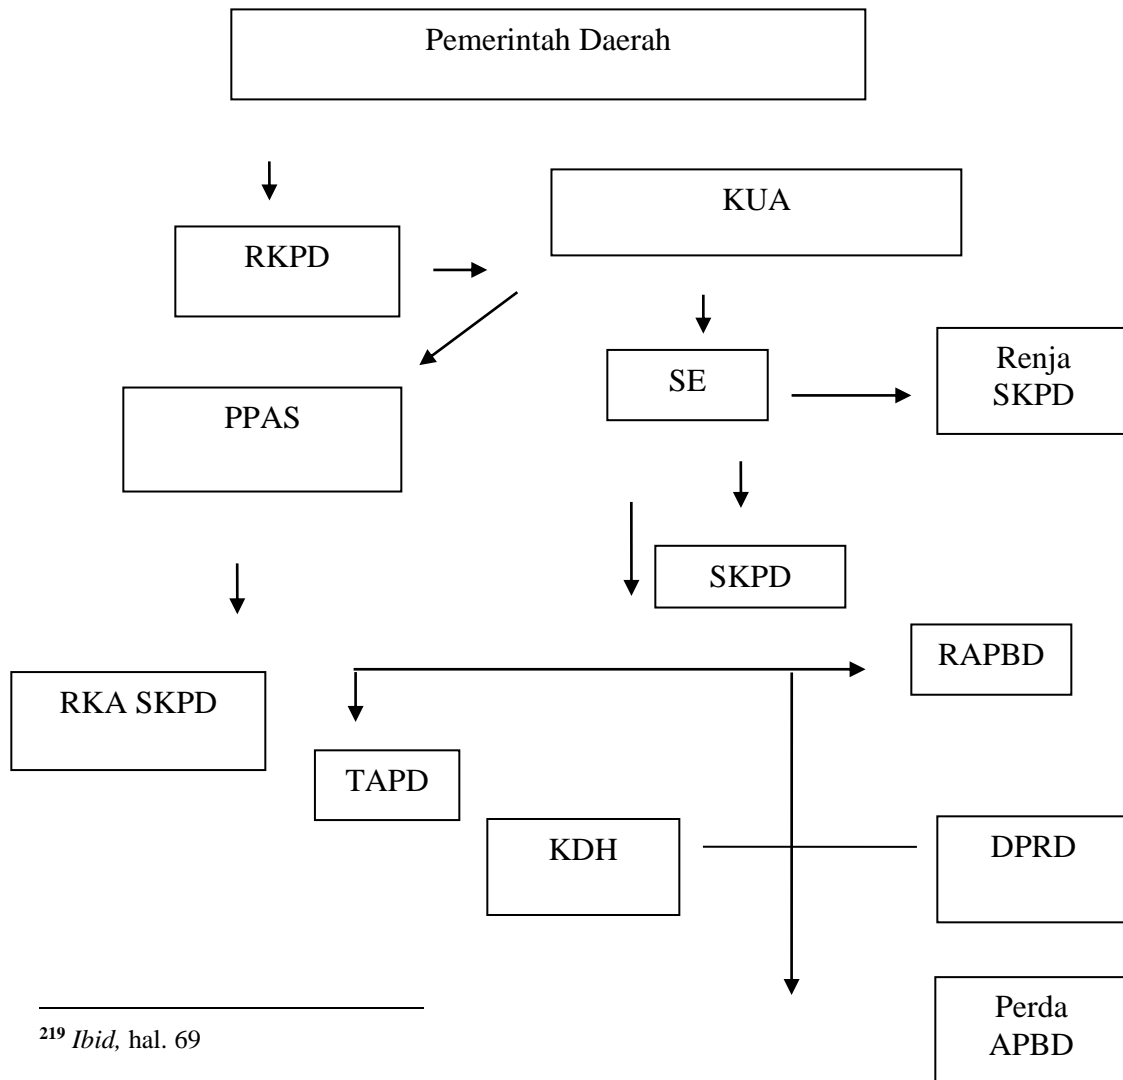 Pemerintah Daerah
KUA
RKPD
SE
Renja
SKPD
PPAS
SKPD
RAPBD
RKA SKPD
TAPD
KDH
DPRD
Perda
APBD
219 Ibid, hal. 69